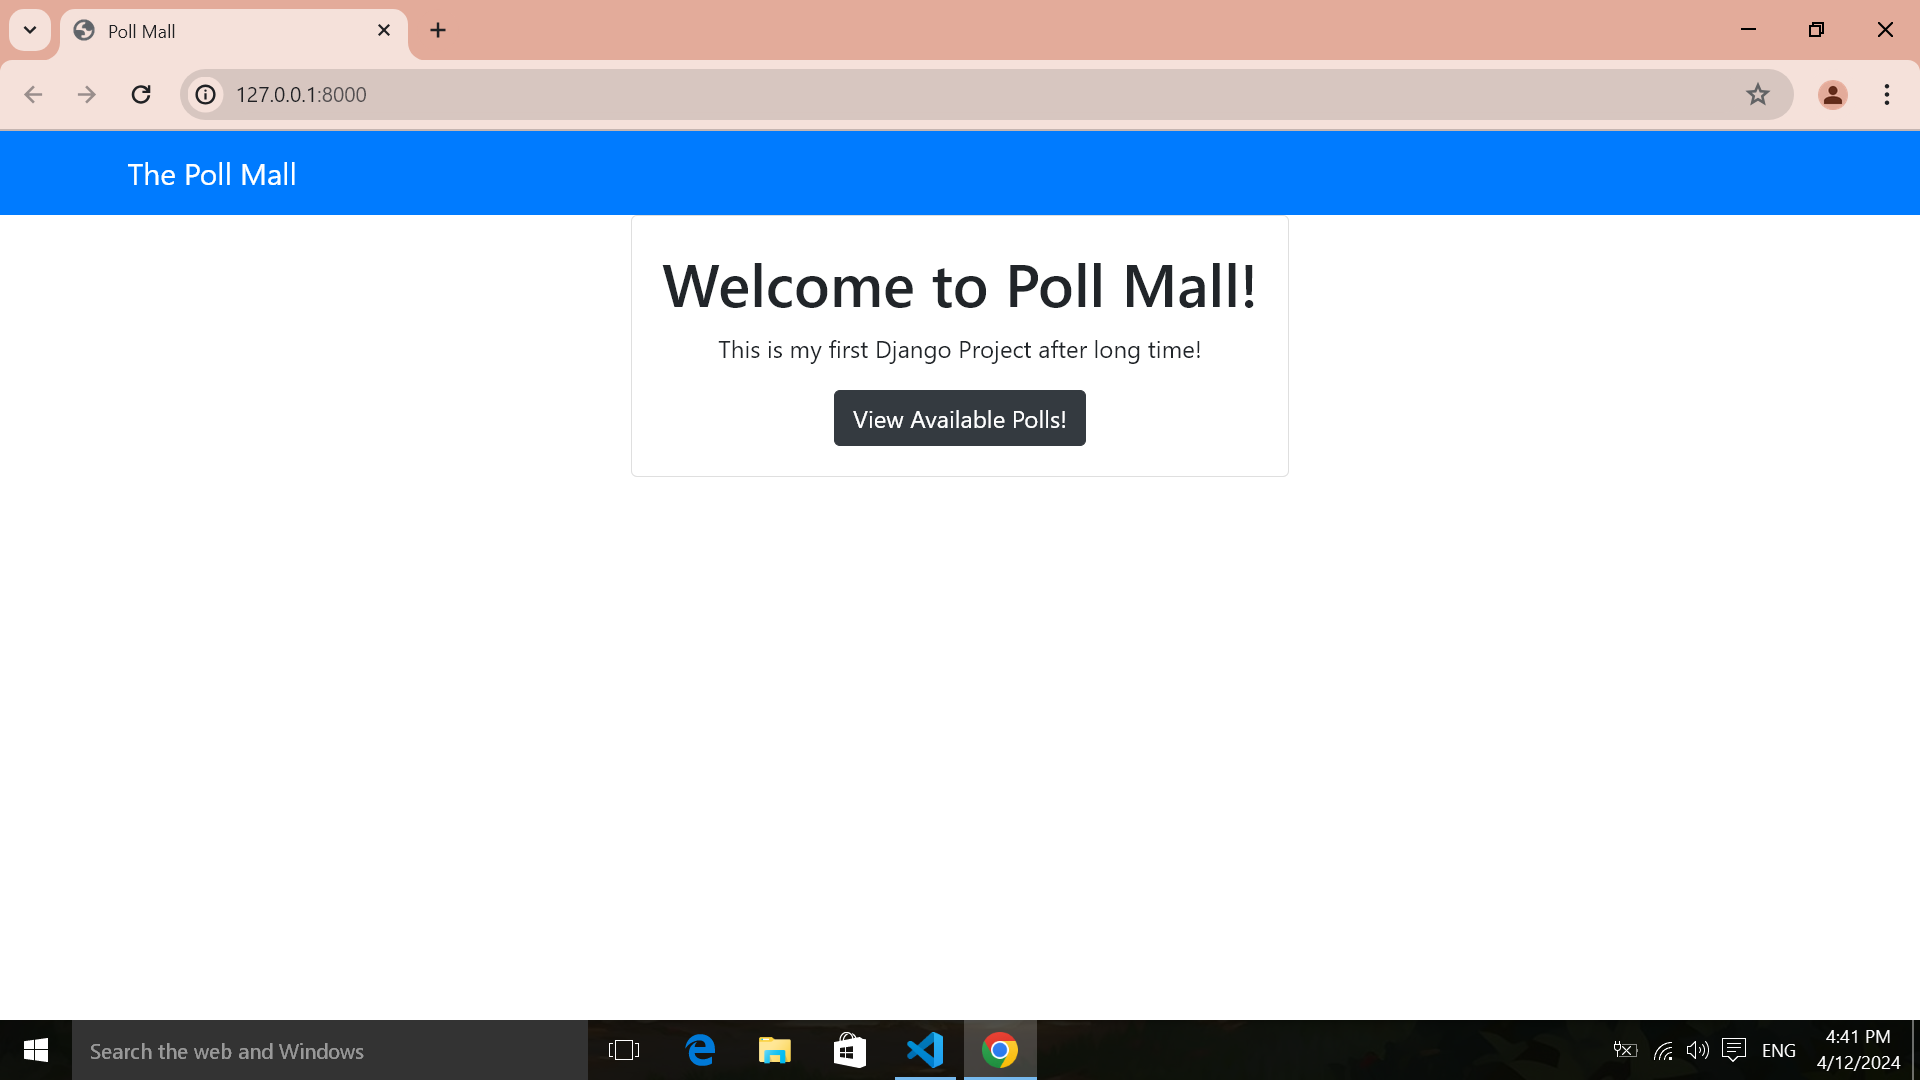 Poll Mall
127.0.0.1:8000
The Poll Mall
Welcome to Poll Mall!
This is my first Django Project after long time!
View Available Polls!
Search the web and Windows
ENG
4:41 PM
4/12/2024